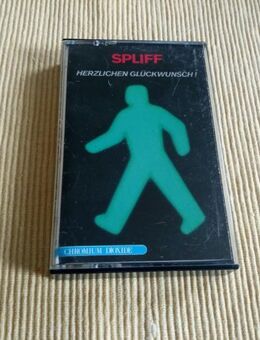 SPLIFF
HERZLICHEN GLÜCKWUNSCH!
CHROMIUM DIOXIDE